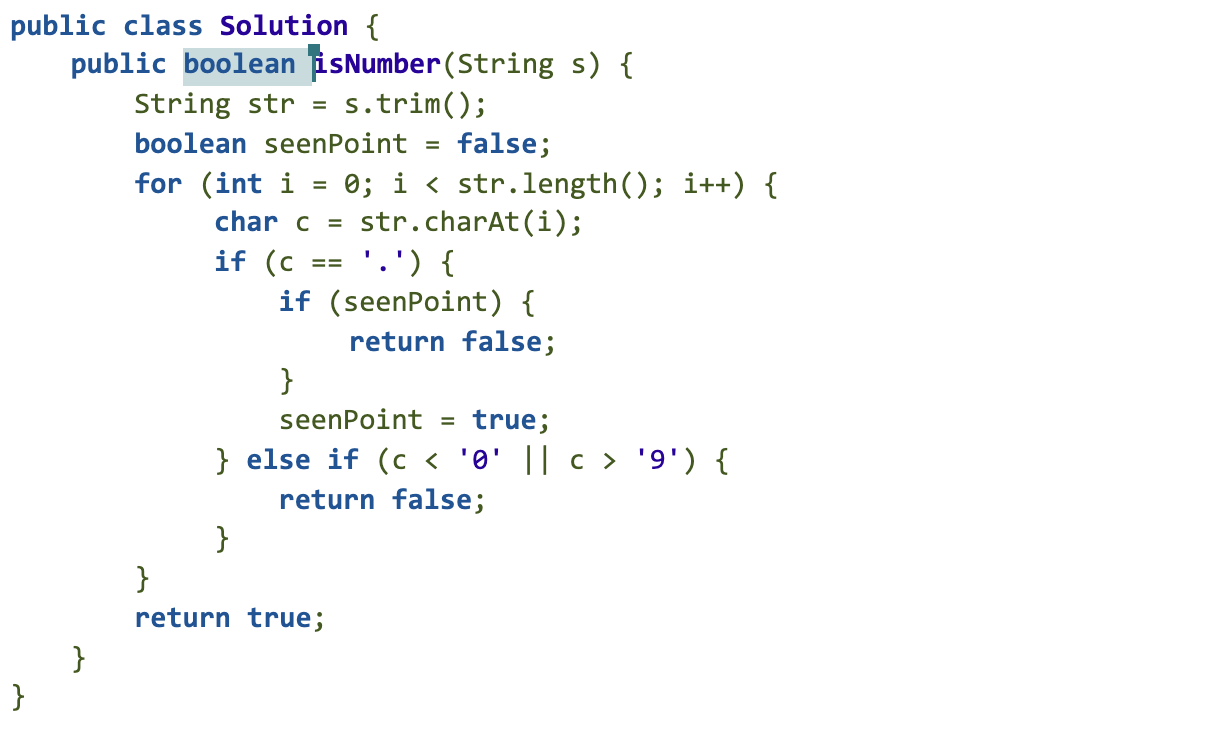 public class Solution {
public boolean isNumber(String s) {
String str = s.trim();
boolean seenPoint = false;
for (int i = 0; i < str.length(); i++) {
char c = str.charAt(i);
if (c == '.') {
if (seenPoint) {
return false;
}
seenPoint = true;
} else if (c < '0' || c > '9') {
return false;
}
}
return true;
}
}